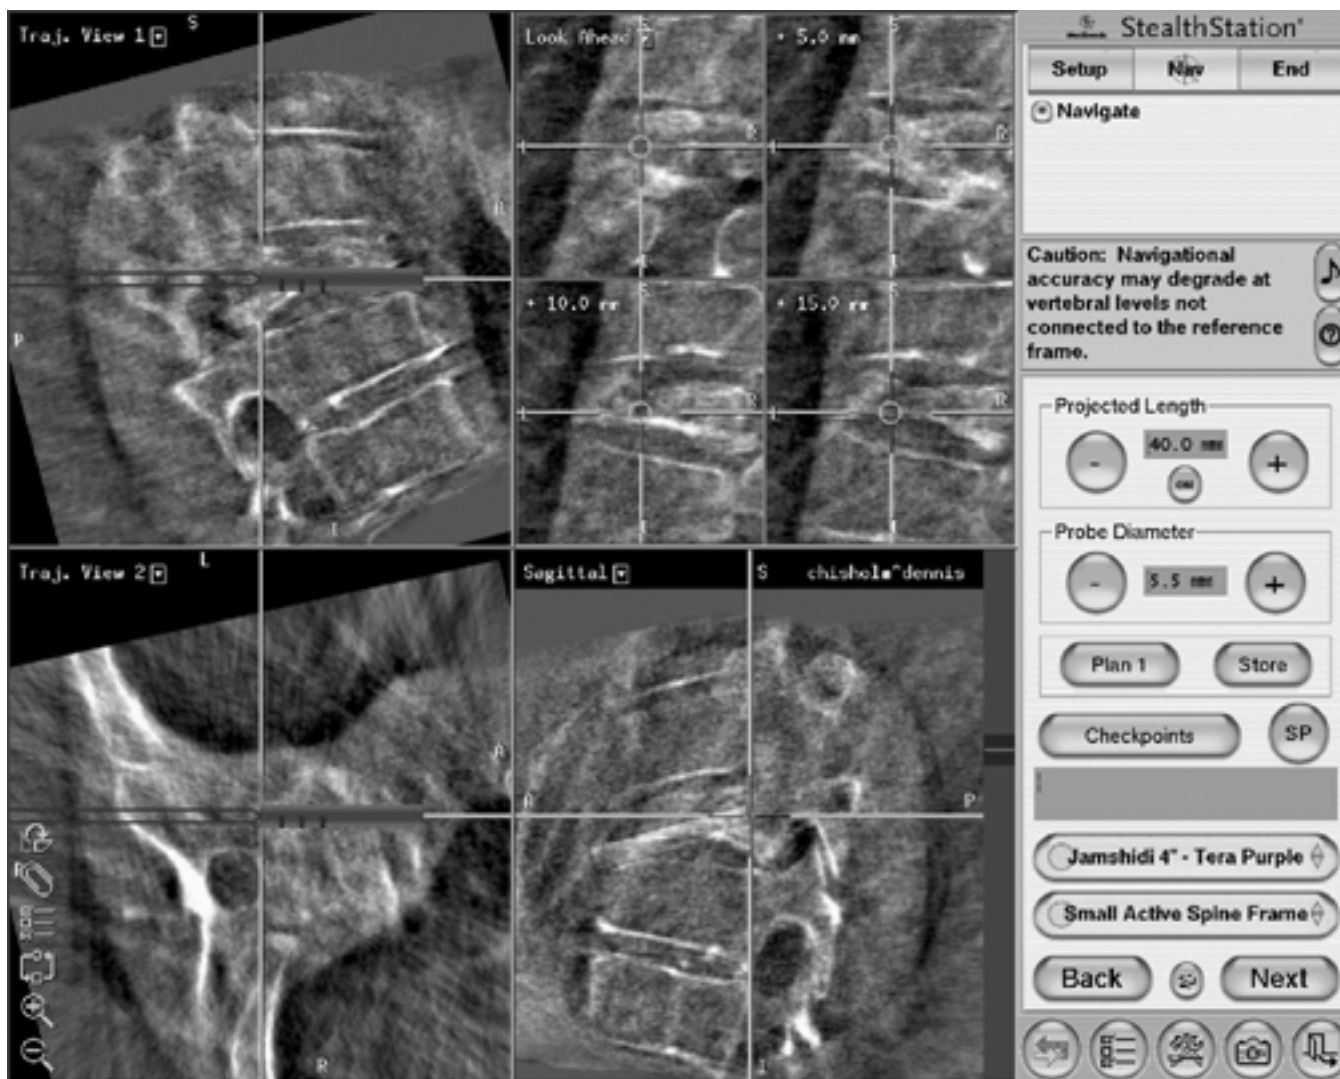 Traj. View 1
S
A
P
I
Look Ahead
S
R
I
+ 5.0 mm
S
R
I
+ 10.0 mm
S
R
I
+ 15.0 mm
S
R
I
Traj. View 2
L
A
P
R
Sagittal
S chisholm^dennis
A
P
I
StealthStation
Setup Nav End
Navigate
Caution: Navigational
accuracy may degrade at
vertebral levels not
connected to the reference
frame.
Projected Length
- 40.0 mm +
Probe Diameter
- 5.5 mm +
Plan 1 Store
Checkpoints SP
Jamshidi 4" - Tera Purple
Small Active Spine Frame
Back Next